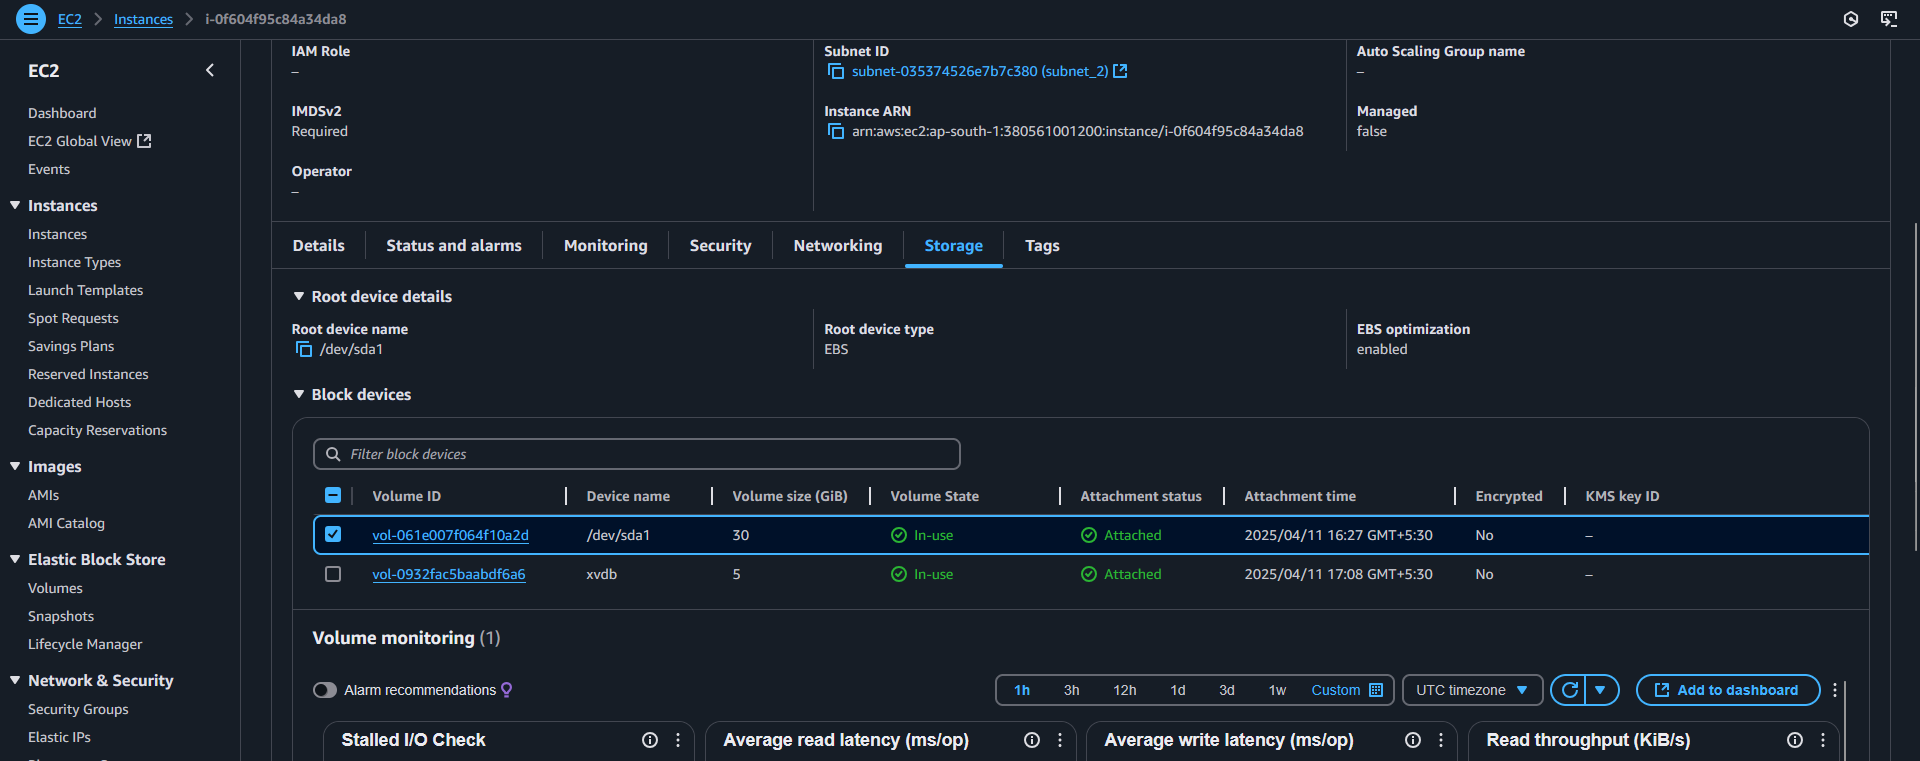 EC2 > Instances > i-0f604f95c84a34da8
EC2
Dashboard
EC2 Global View
Events
Instances
Instances
Instance Types
Launch Templates
Spot Requests
Savings Plans
Reserved Instances
Dedicated Hosts
Capacity Reservations
Images
AMIs
AMI Catalog
Elastic Block Store
Volumes
Snapshots
Lifecycle Manager
Network & Security
Security Groups
Elastic IPs
IAM Role
–
Subnet ID
subnet-035374526e7b7c380 (subnet_2)
Auto Scaling Group name
–
IMDSv2
Required
Instance ARN
arn:aws:ec2:ap-south-1:380561001200:instance/i-0f604f95c84a34da8
Managed
false
Operator
–
Details Status and alarms Monitoring Security Networking Storage Tags
Root device details
Root device name
/dev/sda1
Root device type
EBS
EBS optimization
enabled
Block devices
Filter block devices
Volume ID Device name Volume size (GiB) Volume State Attachment status Attachment time Encrypted KMS key ID
vol-061e007f064f10a2d /dev/sda1 30 In-use Attached 2025/04/11 16:27 GMT+5:30 No –
vol-0932fac5baabdf6a6 xvdb 5 In-use Attached 2025/04/11 17:08 GMT+5:30 No –
Volume monitoring (1)
Alarm recommendations
1h 3h 12h 1d 3d 1w Custom UTC timezone Add to dashboard
Stalled I/O Check Average read latency (ms/op) Average write latency (ms/op) Read throughput (KiB/s)